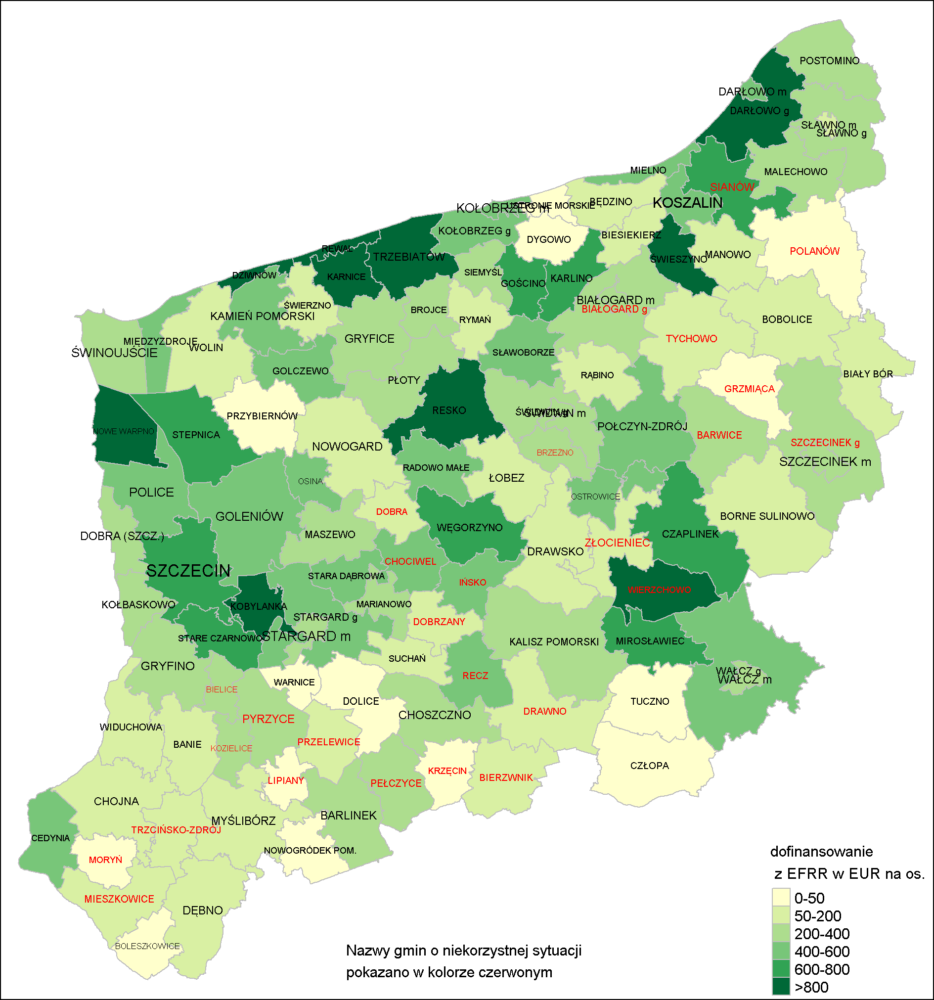 POSTOMINO
DARŁOWO m
DARŁOWO g
SŁAWNO m
SŁAWNO g
MIELNO
MALECHOWO
SIANÓW
BĘDZINO
KOSZALIN
KOŁOBRZEG m
USTRONIE MORSKIE
KOŁOBRZEG g
BIESIEKIERZ
DYGOWO
REWAL
POLANÓW
MANOWO
TRZEBIATÓW
ŚWIESZYNO
SIEMYŚL
DZIWNÓW
KARNICE
KARLINO
GOŚCINO
BIAŁOGARD m
ŚWIERZNO
BIAŁOGARD g
BROJCE
KAMIEŃ POMORSKI
RYMAŃ
BOBOLICE
GRYFICE
TYCHOWO
MIĘDZYZDROJE
WOLIN
ŚWINOUJŚCIE
SŁAWOBORZE
GOLCZEWO
RĄBINO
BIAŁY BÓR
PŁOTY
GRZMIĄCA
RESKO
ŚWIDWIN g
ŚWIDWIN m
PRZYBIERNÓW
POŁCZYN-ZDRÓJ
NOWE WARPNO
STEPNICA
BARWICE
SZCZECINEK g
NOWOGARD
BRZEŻNO
SZCZECINEK m
RADOWO MAŁE
ŁOBEZ
OSINA
POLICE
OSTROWICE
DOBRA
GOLENIÓW
BORNE SULINOWO
WĘGORZYNO
MASZEWO
CZAPLINEK
DOBRA (SZCZ.)
ZŁOCIENIEC
DRAWSKO
CHOCIWEL
SZCZECIN
STARA DĄBROWA
IŃSKO
WIERZCHOWO
KOŁBASKOWO
MARIANOWO
KOBYLANKA
STARGARD g
DOBRZANY
STARE CZARNOWO
STARGARD m
KALISZ POMORSKI
MIROSŁAWIEC
SUCHAŃ
GRYFINO
WAŁCZ g
RECZ
WAŁCZ m
WARNICE
BIELICE
DOLICE
TUCZNO
DRAWNO
CHOSZCZNO
PYRZYCE
WIDUCHOWA
PRZELEWICE
BANIE
KOZIELICE
CZŁOPA
KRZĘCIN
BIERZWNIK
LIPIANY
PEŁCZYCE
CHOJNA
BARLINEK
MYŚLIBÓRZ
TRZCIŃSKO-ZDRÓJ
CEDYNIA
NOWOGRÓDEK POM.
MORYŃ
MIESZKOWICE
DĘBNO
BOLESZKOWICE
Nazwy gmin o niekorzystnej sytuacji
pokazano w kolorze czerwonym
dofinansowanie
z EFRR w EUR na os.
0-50
50-200
200-400
400-600
600-800
>800